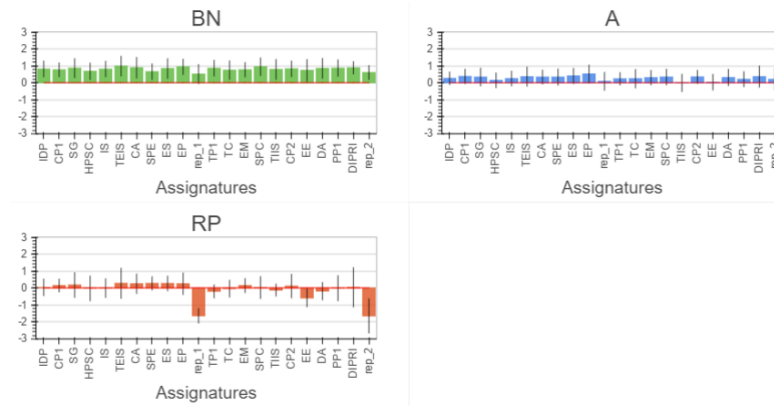 BN
3
2
1
0
-1
-2
-3
IDP
CP1
SG
HPSC
IS
TEIS
CA
SPE
ES
EP
rep_1
TP1
TC
EM
SPC
TIIS
CP2
EE
DA
PP1
DIPRI
rep_2
Assignatures
A
3
2
1
0
-1
-2
-3
IDP
CP1
SG
HPSC
IS
TEIS
CA
SPE
ES
EP
rep_1
TP1
TC
EM
SPC
TIIS
CP2
EE
DA
PP1
DIPRI
rep_2
Assignatures
RP
3
2
1
0
-1
-2
-3
IDP
CP1
SG
HPSC
IS
TEIS
CA
SPE
ES
EP
rep_1
TP1
TC
EM
SPC
TIIS
CP2
EE
DA
PP1
DIPRI
rep_2
Assignatures